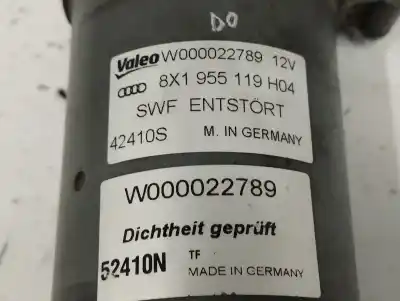 DO
Valeo W000022789 12V
8X1 955 119 H04
SWF ENTSTÖRT
42410S M. IN GERMANY
W000022789
Dichtheit geprüft
52410N TF
MADE IN GERMANY